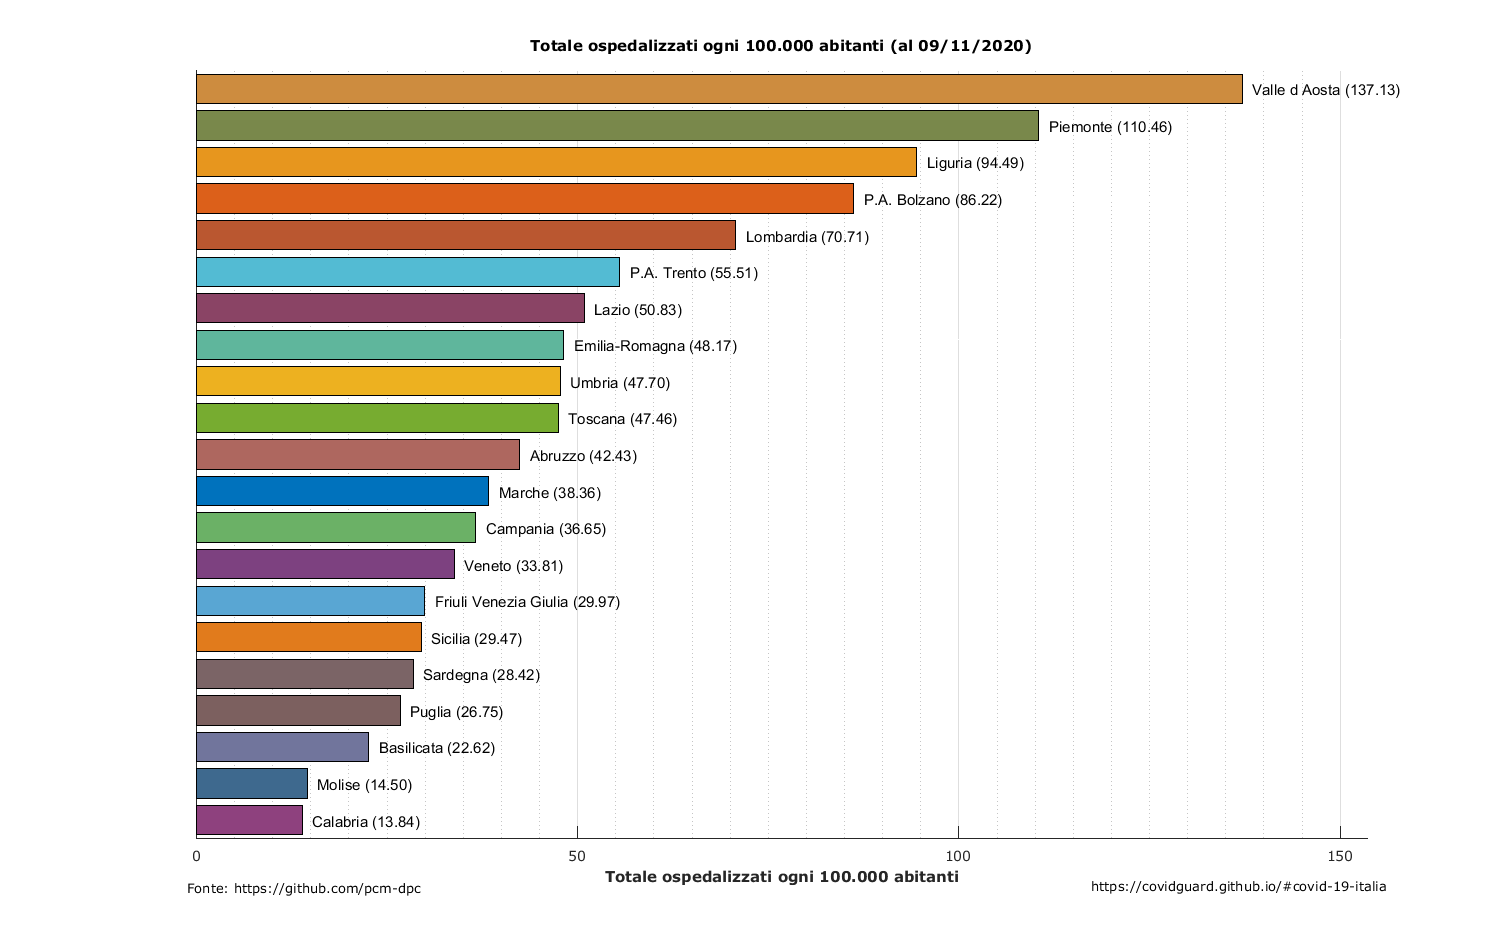 Totale ospedalizzati ogni 100.000 abitanti (al 09/11/2020)
Valle d Aosta (137.13)
Piemonte (110.46)
Liguria (94.49)
P.A. Bolzano (86.22)
Lombardia (70.71)
P.A. Trento (55.51)
Lazio (50.83)
Emilia-Romagna (48.17)
Umbria (47.70)
Toscana (47.46)
Abruzzo (42.43)
Marche (38.36)
Campania (36.65)
Veneto (33.81)
Friuli Venezia Giulia (29.97)
Sicilia (29.47)
Sardegna (28.42)
Puglia (26.75)
Basilicata (22.62)
Molise (14.50)
Calabria (13.84)
0 50 100 150
Totale ospedalizzati ogni 100.000 abitanti
Fonte: https://github.com/pcm-dpc
https://covidguard.github.io/#covid-19-italia